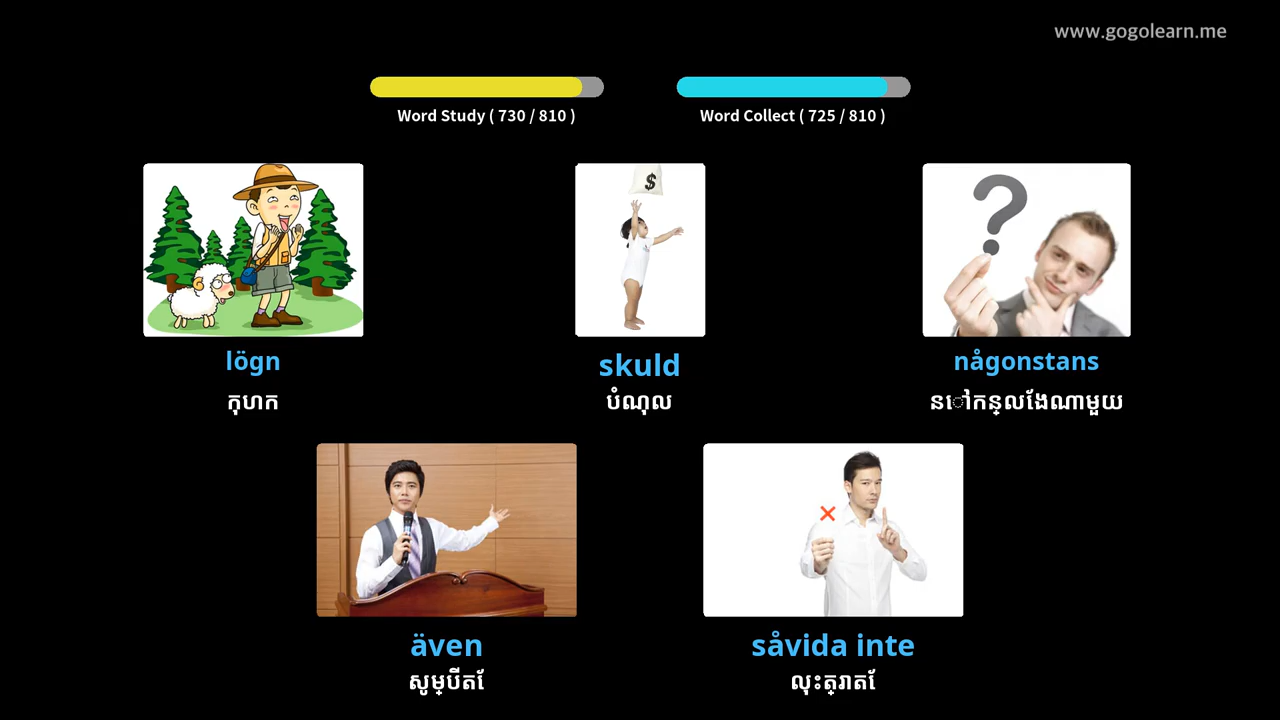 www.gogolearn.me
Word Study ( 730 / 810 )
Word Collect ( 725 / 810 )
$
?
lögn
skuld
någonstans
កុហក
បំណុល
នៅកន្លែងណាមួយ
även
såvida inte
សូម្បីតែ
លុះត្រាតែ